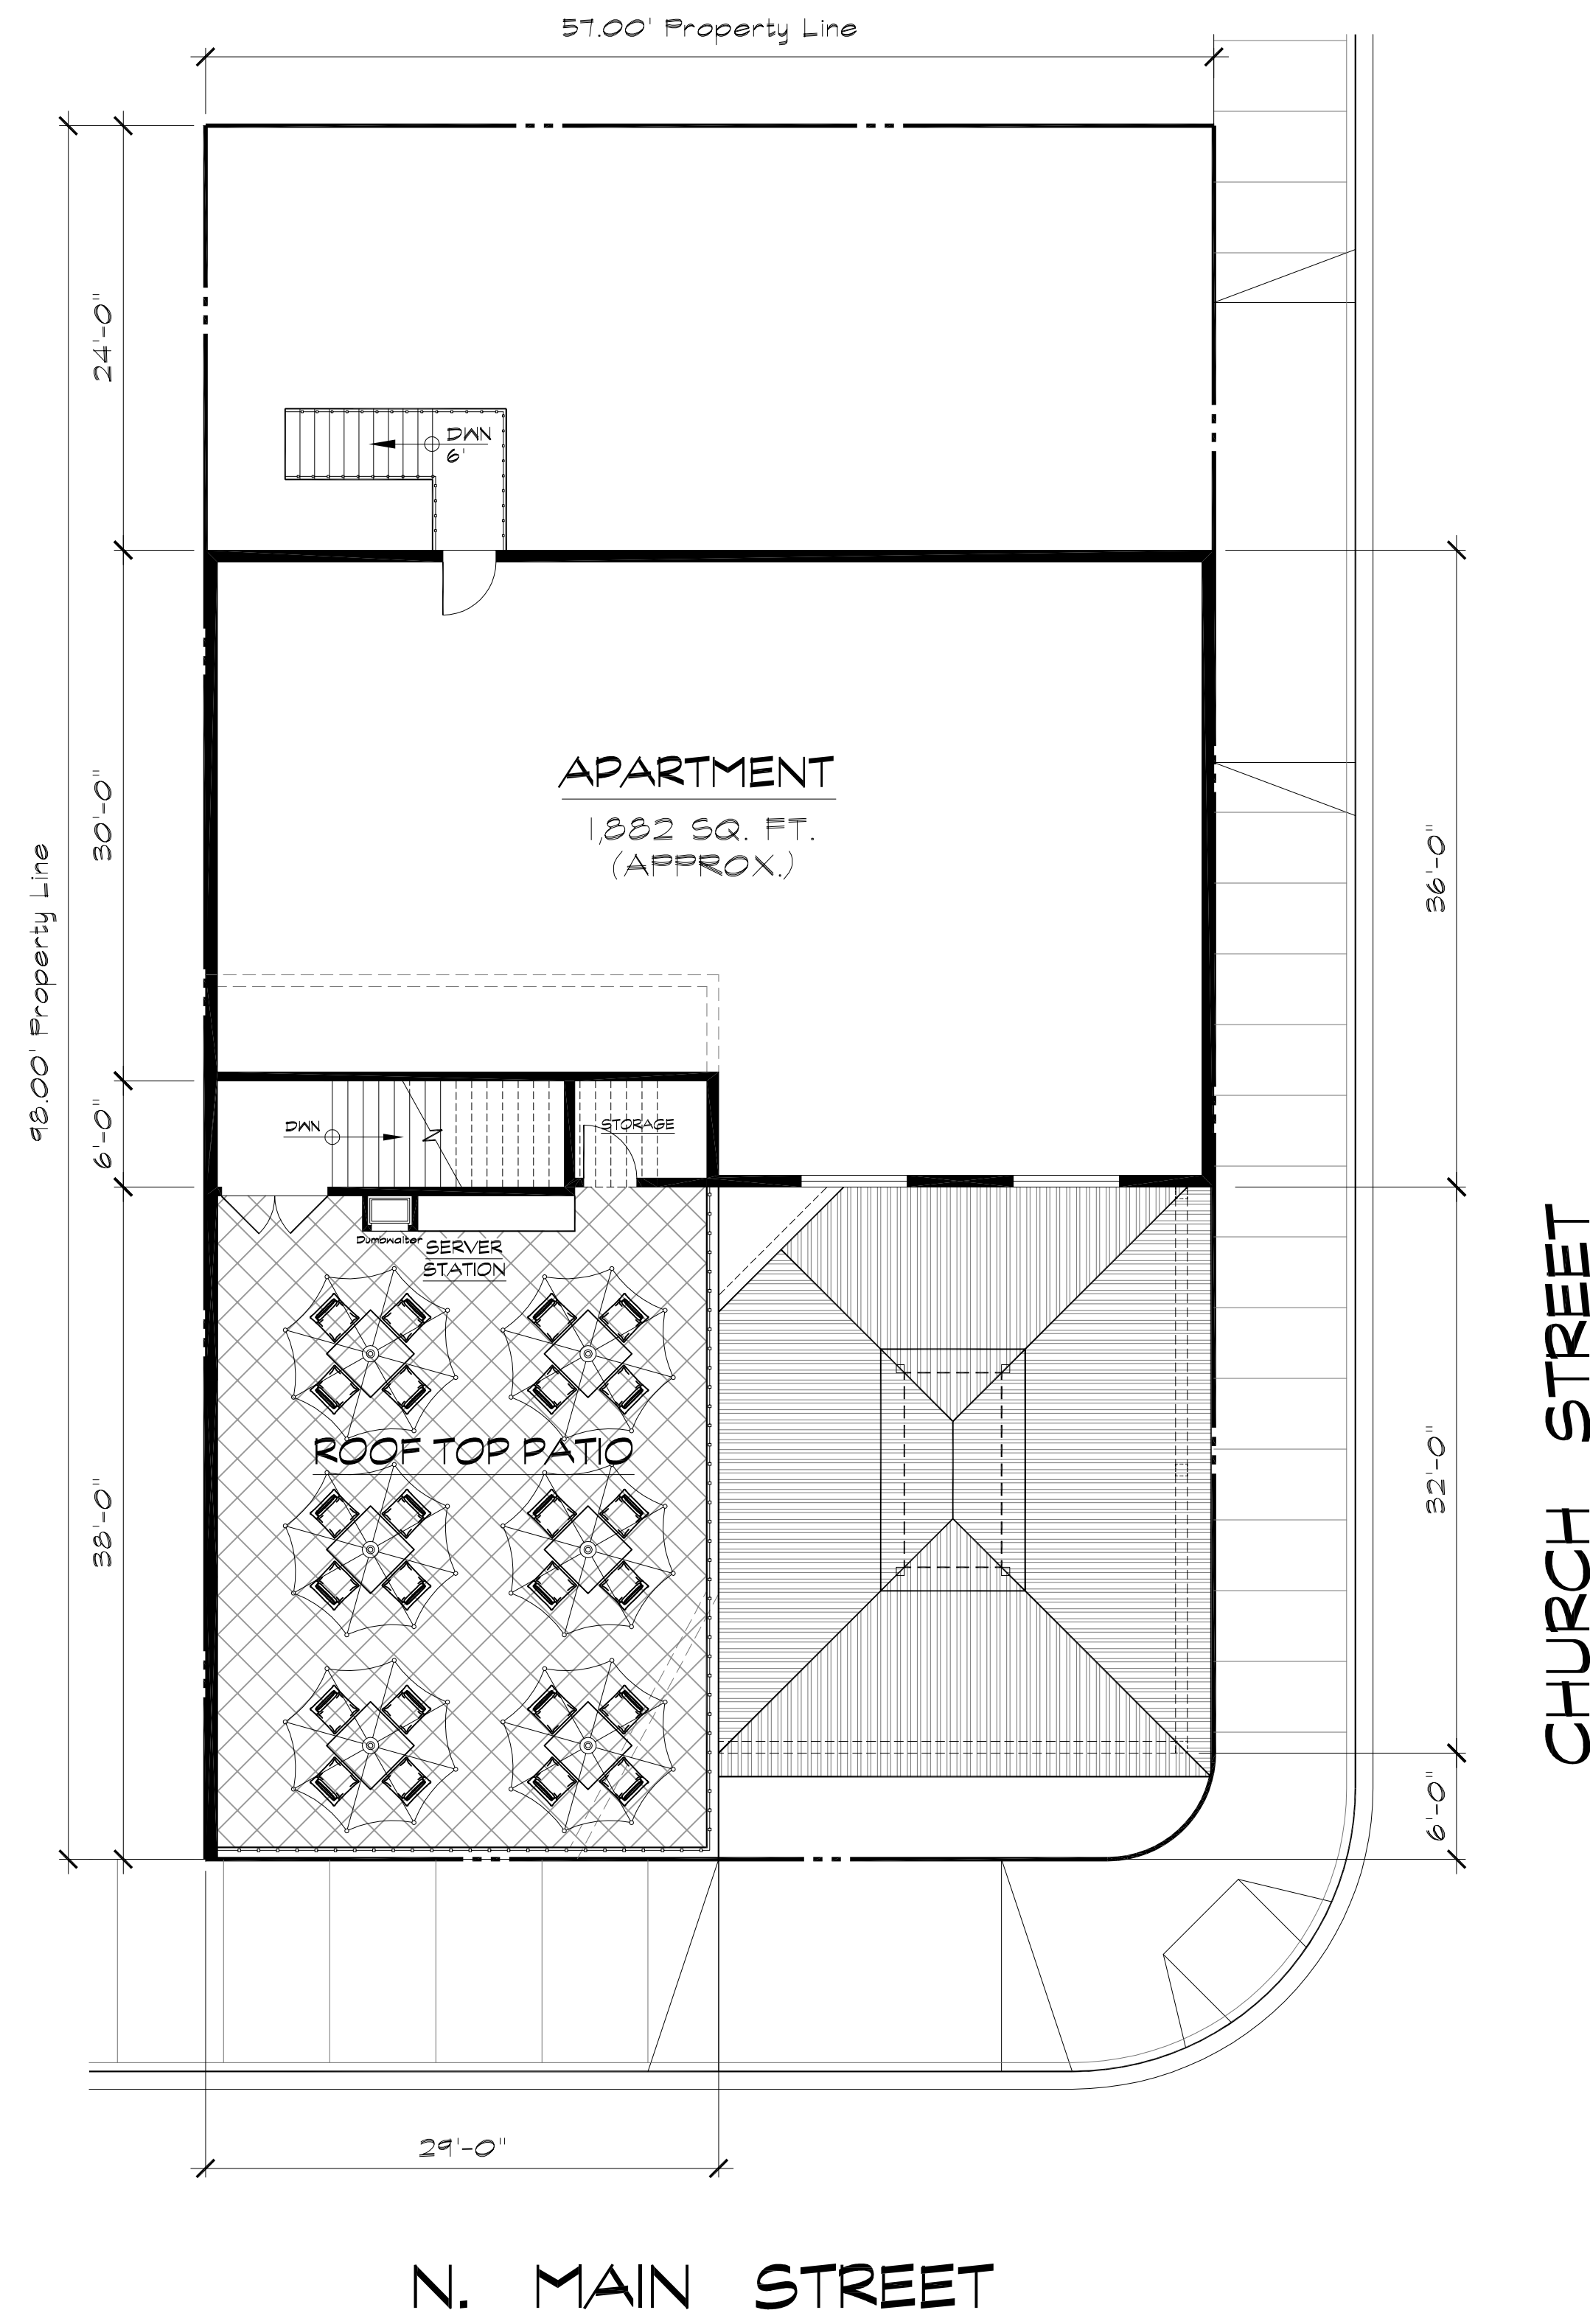 57.00' Property Line
24'-0"
DWN
6'
APARTMENT
1,882 SQ. FT.
(APPROX.)
30'-0"
36'-0"
98.00' Property Line
6'-0"
DWN
STORAGE
Dumbwaiter
SERVER
STATION
ROOF TOP PATIO
38'-0"
32'-0"
CHURCH STREET
6'-0"
29'-0"
N. MAIN STREET